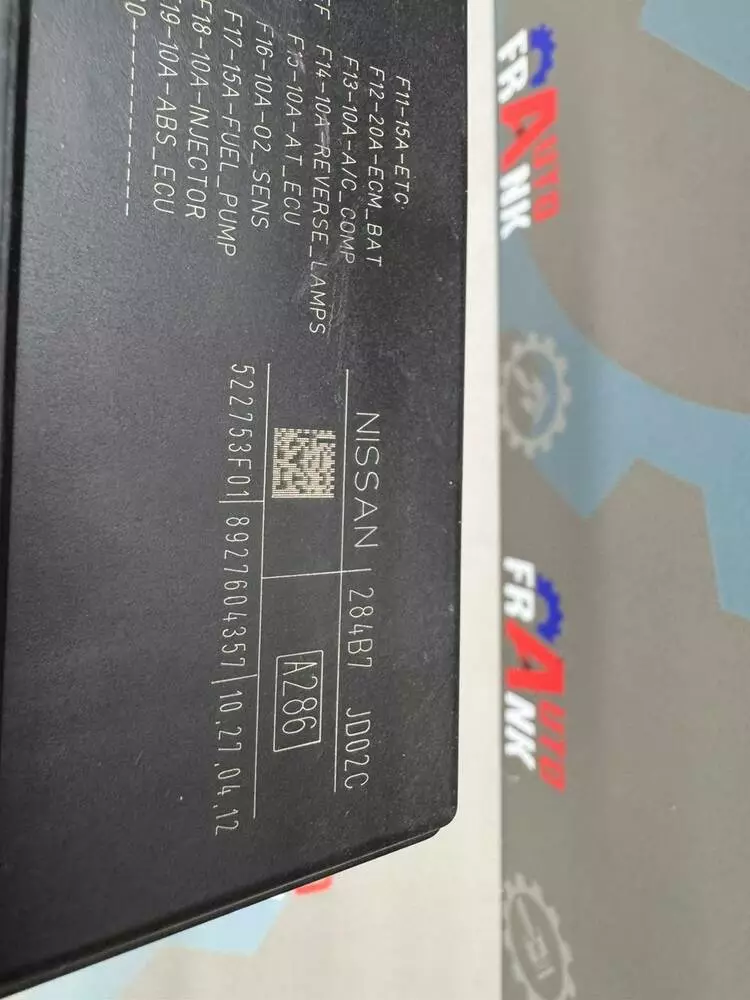 F11-15A-ETC
F12-20A-ECM_BAT
F13-10A-A/C_COMP
F14-10A-REVERSE_LAMPS
F15-10A-AT_ECU
F16-10A-O2_SENS
F17-15A-FUEL_PUMP
F18-10A-INJECTOR
19-10A-ABS_ECU
NISSAN 284B7 JD02C
A286
522753F01 8927604357 10.27.04.12
FRANK AUTO
FRANK AUTO